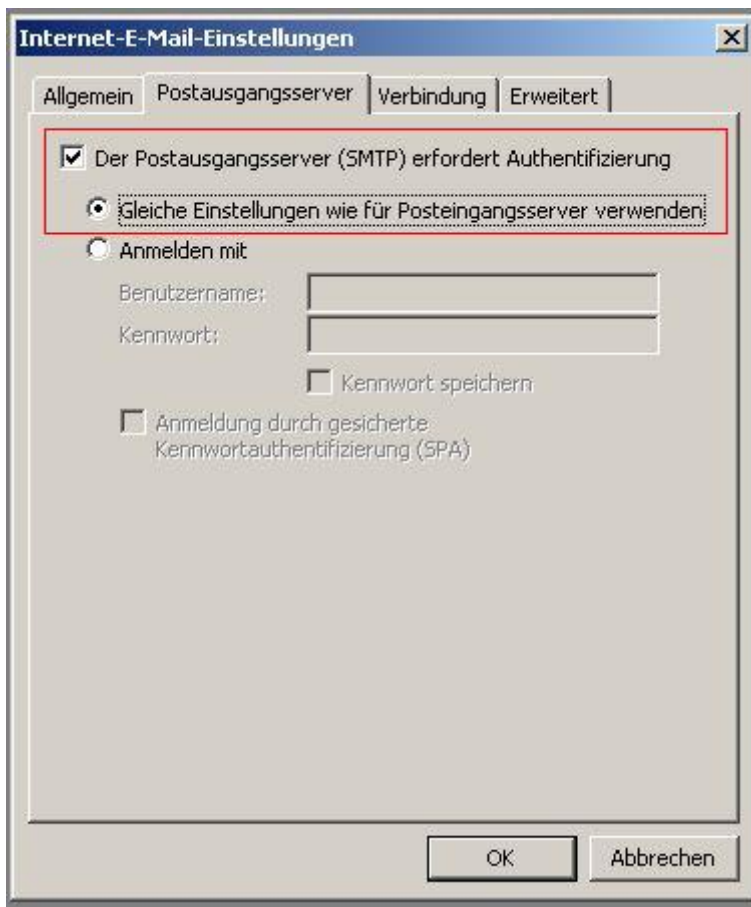 Internet-E-Mail-Einstellungen
Allgemein Postausgangsserver Verbindung Erweitert
Der Postausgangsserver (SMTP) erfordert Authentifizierung
Gleiche Einstellungen wie für Posteingangsserver verwenden
Anmelden mit
Benutzername:
Kennwort:
Kennwort speichern
Anmeldung durch gesicherte
Kennwortauthentifizierung (SPA)
OK Abbrechen